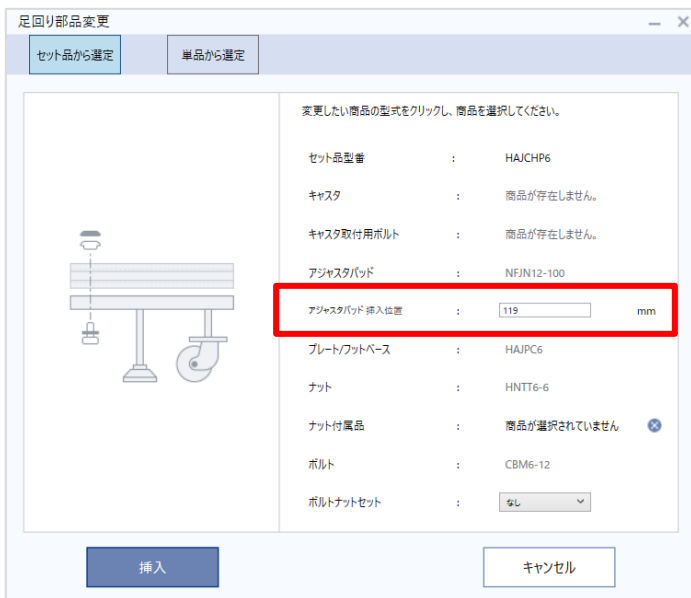 足回り部品変更
セット品から選定 単品から選定
変更したい商品の型式をクリックし、商品を選択してください。
セット品型番 : HAJCHP6
キャスタ : 商品が存在しません。
キャスタ取付用ボルト : 商品が存在しません。
アジャスタパッド : NFJN12-100
アジャスタパッド 挿入位置 : 119 mm
プレート/フットベース : HAJPC6
ナット : HNTT6-6
ナット付属品 : 商品が選択されていません
ボルト : CBM6-12
ボルトナットセット : なし
挿入 キャンセル